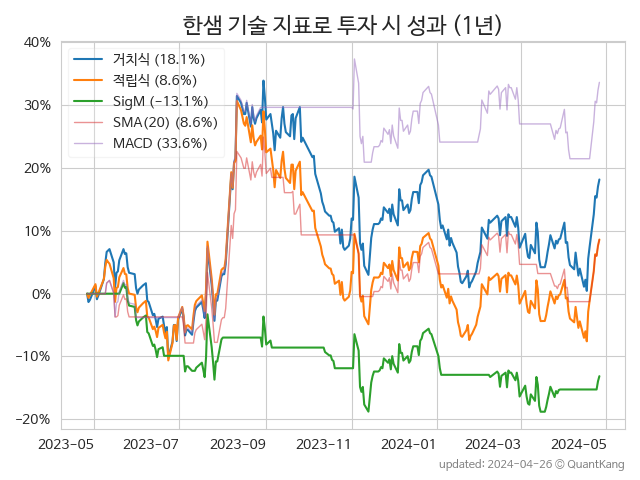 한샘 기술 지표로 투자 시 성과 (1년)
40%
30%
20%
10%
0%
−10%
−20%
거치식 (18.1%)
적립식 (8.6%)
SigM (−13.1%)
SMA(20) (8.6%)
MACD (33.6%)
2023-05
2023-07
2023-09
2023-11
2024-01
2024-03
2024-05
updated: 2024-04-26 © QuantKang